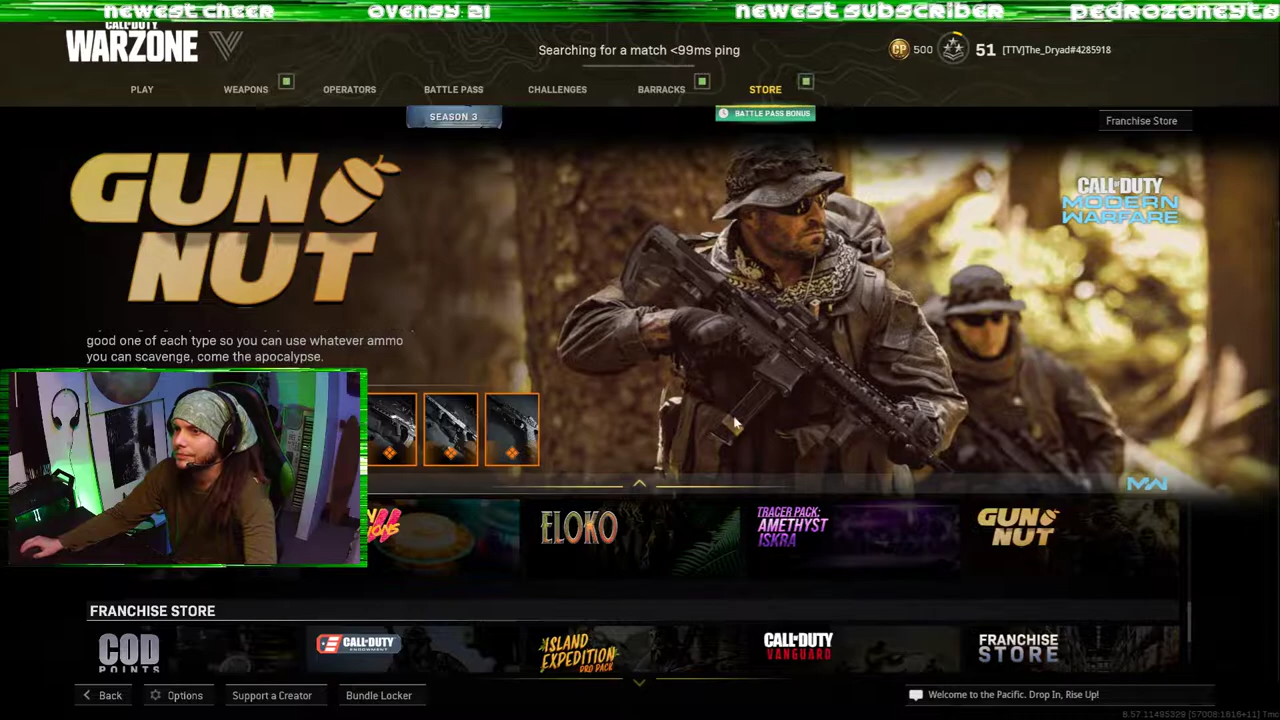 newest cheer
ovensy 21
newest subscriber
CALL OF DUTY
WARZONE
Searching for a match <99ms ping
CP 500
51
[TTV]The_Dryad#4285918
PLAY
WEAPONS
OPERATORS
BATTLE PASS
CHALLENGES
BARRACKS
STORE
SEASON 3
BATTLE PASS BONUS
Franchise Store
GUN
NUT
CALL OF DUTY
MODERN
WARFARE
good one of each type so you can use whatever ammo
you can scavenge, come the apocalypse.
MW
ELOKO
TRACER PACK:
AMETHYST
ISKRA
GUN
NUT
FRANCHISE STORE
COD
POINTS
CALL OF DUTY
ENDOWMENT
ISLAND
EXPEDITION
PRO PACK
CALL OF DUTY
VANGUARD
FRANCHISE
STORE
Back
Options
Support a Creator
Bundle Locker
Welcome to the Pacific. Drop In, Rise Up!